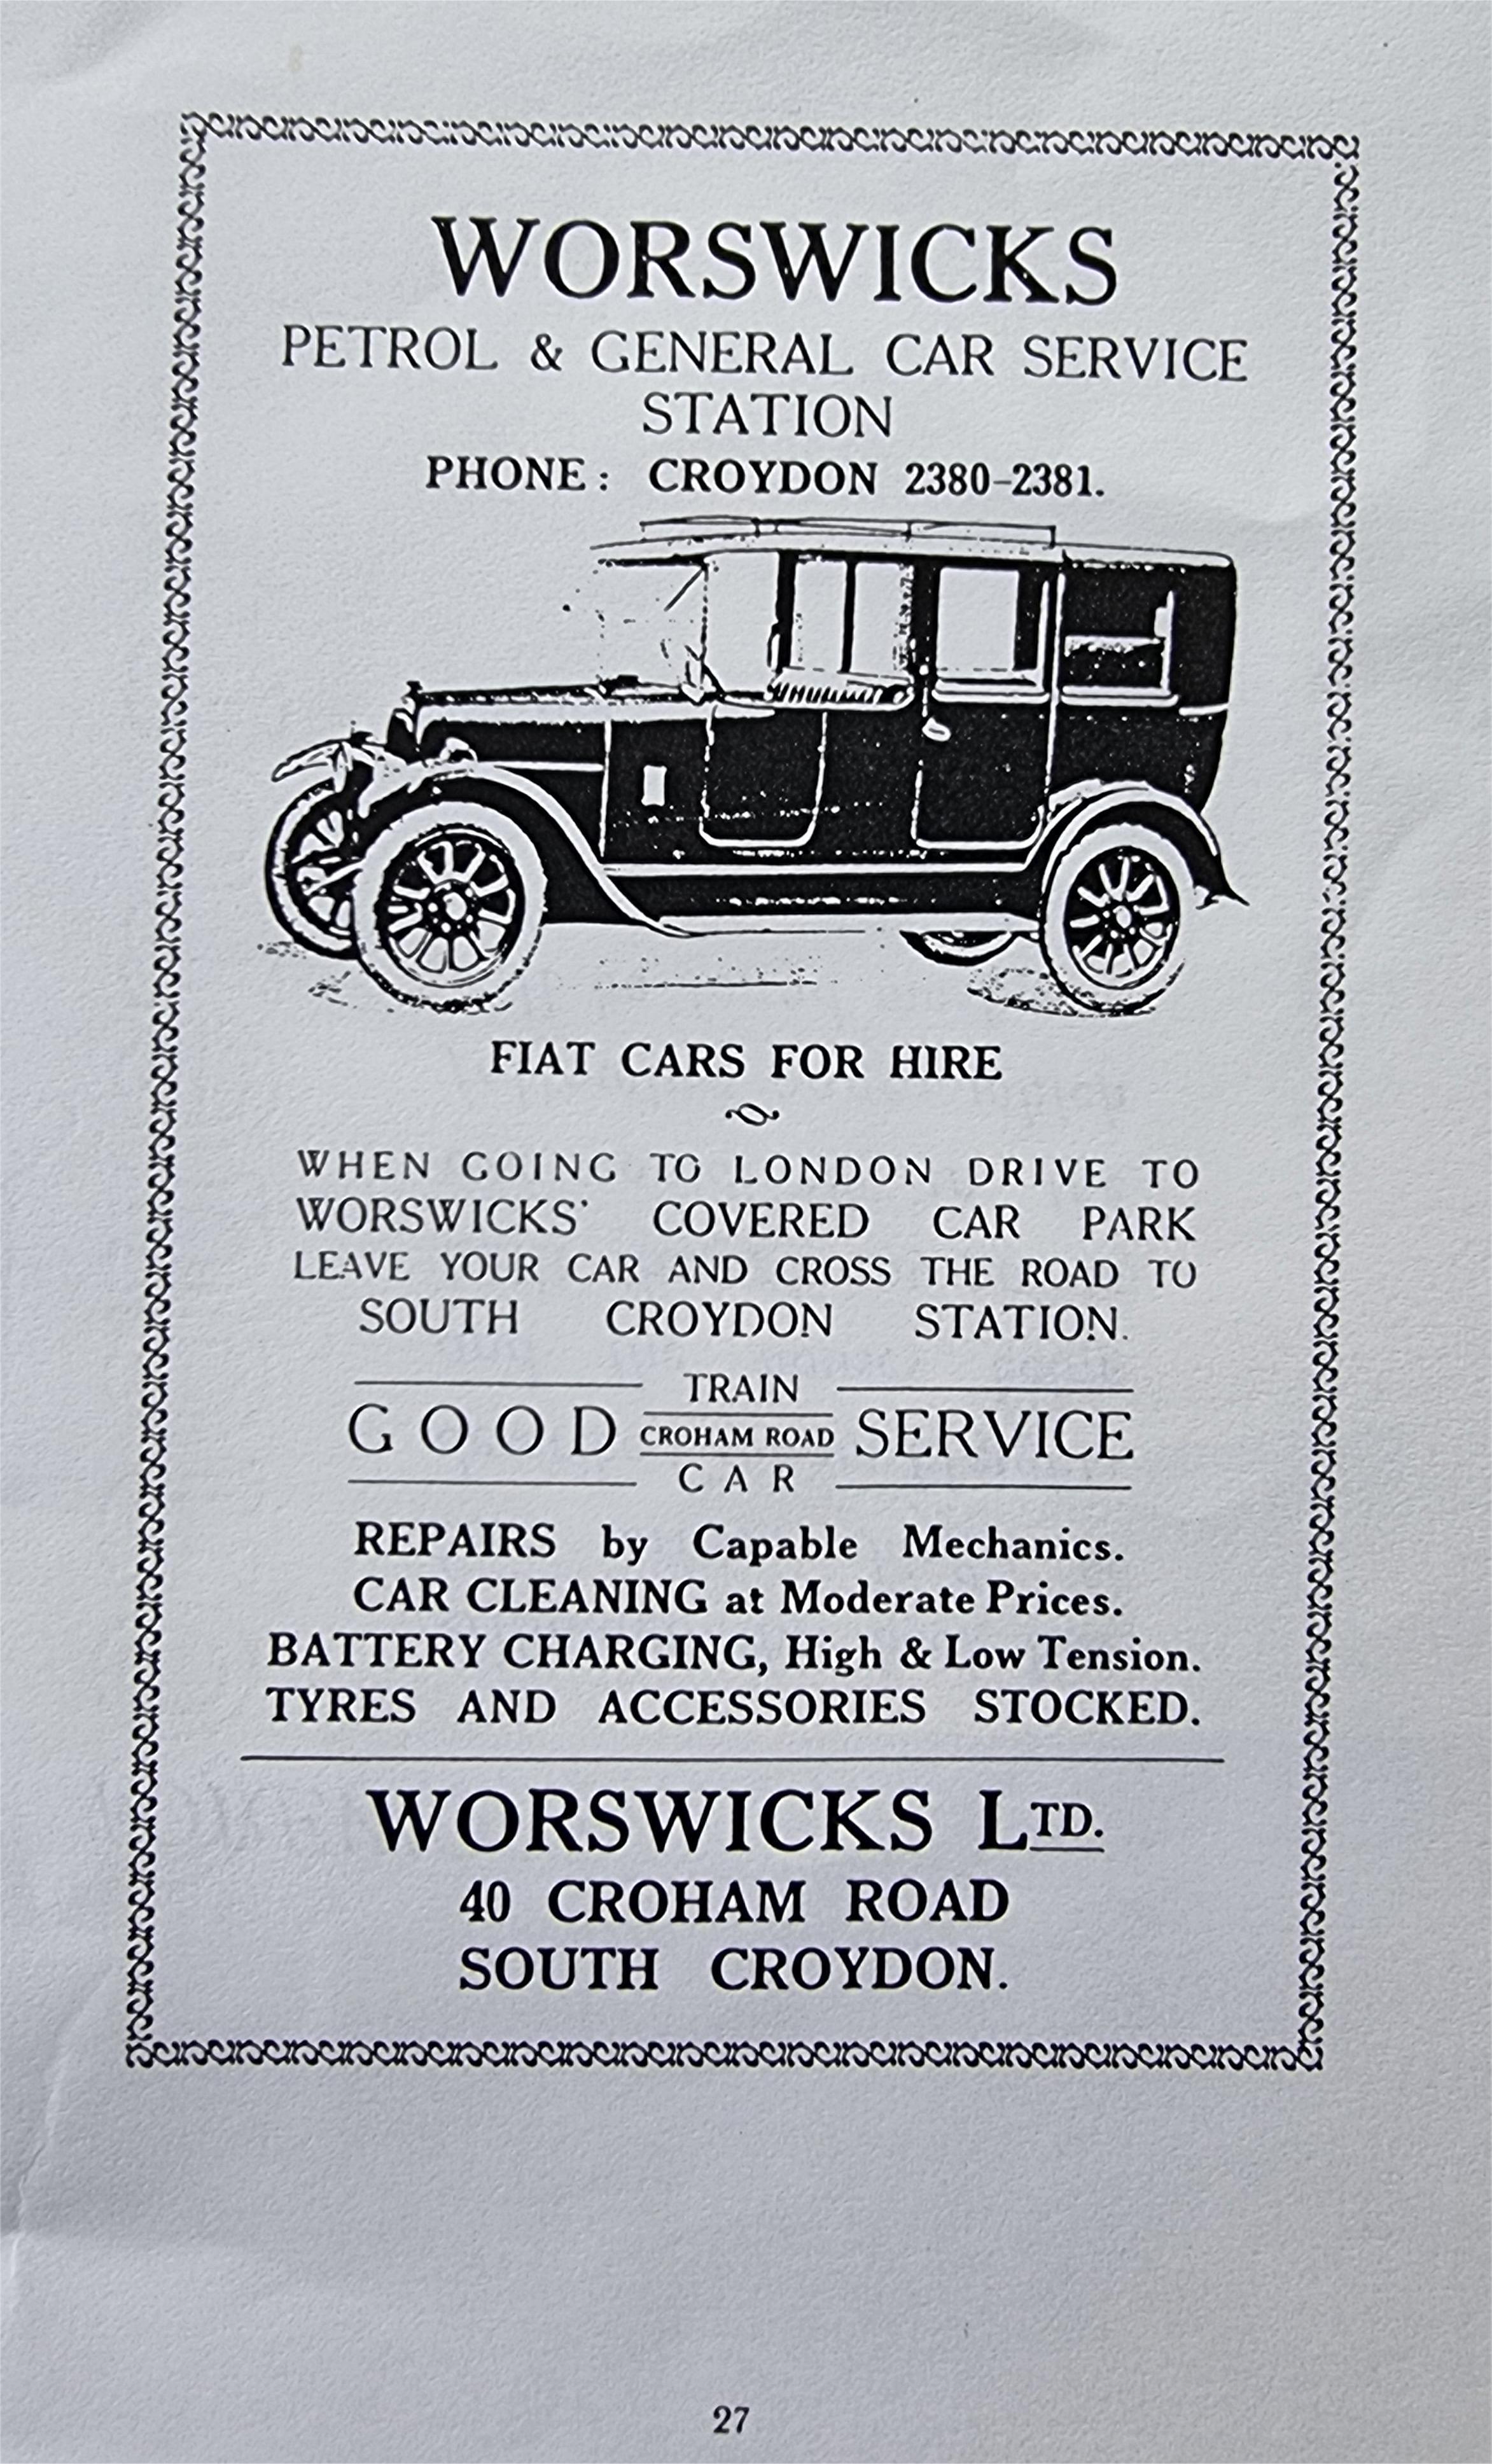 WORSWICKS
PETROL & GENERAL CAR SERVICE
STATION
PHONE: CROYDON 2380-2381.
FIAT CARS FOR HIRE
WHEN GOING TO LONDON DRIVE TO
WORSWICKS' COVERED CAR PARK
LEAVE YOUR CAR AND CROSS THE ROAD TO
SOUTH CROYDON STATION.
TRAIN
GOOD CROHAM ROAD SERVICE
CAR
REPAIRS by Capable Mechanics.
CAR CLEANING at Moderate Prices.
BATTERY CHARGING, High & Low Tension.
TYRES AND ACCESSORIES STOCKED.
WORSWICKS LTD.
40 CROHAM ROAD
SOUTH CROYDON.
27